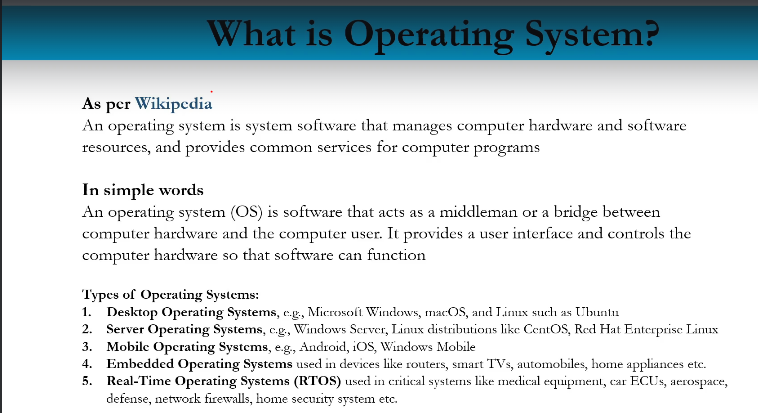 What is Operating System?
As per Wikipedia
An operating system is system software that manages computer hardware and software
resources, and provides common services for computer programs
In simple words
An operating system (OS) is software that acts as a middleman or a bridge between
computer hardware and the computer user. It provides a user interface and controls the
computer hardware so that software can function
Types of Operating Systems:
1. Desktop Operating Systems, e.g., Microsoft Windows, macOS, and Linux such as Ubuntu
2. Server Operating Systems, e.g., Windows Server, Linux distributions like CentOS, Red Hat Enterprise Linux
3. Mobile Operating Systems, e.g., Android, iOS, Windows Mobile
4. Embedded Operating Systems used in devices like routers, smart TVs, automobiles, home appliances etc.
5. Real-Time Operating Systems (RTOS) used in critical systems like medical equipment, car ECUs, aerospace,
defense, network firewalls, home security system etc.